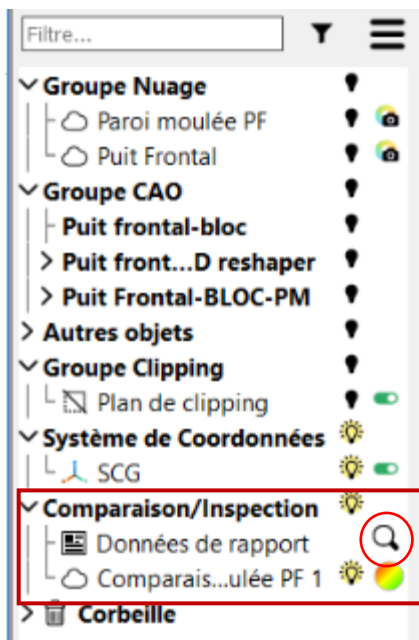 Filtre...
Groupe Nuage
Paroi moulée PF
Puit Frontal
Groupe CAO
Puit frontal-bloc
Puit front...D reshaper
Puit Frontal-BLOC-PM
Autres objets
Groupe Clipping
Plan de clipping
Système de Coordonnées
SCG
Comparaison/Inspection
Données de rapport
Comparais...ulée PF 1
Corbeille